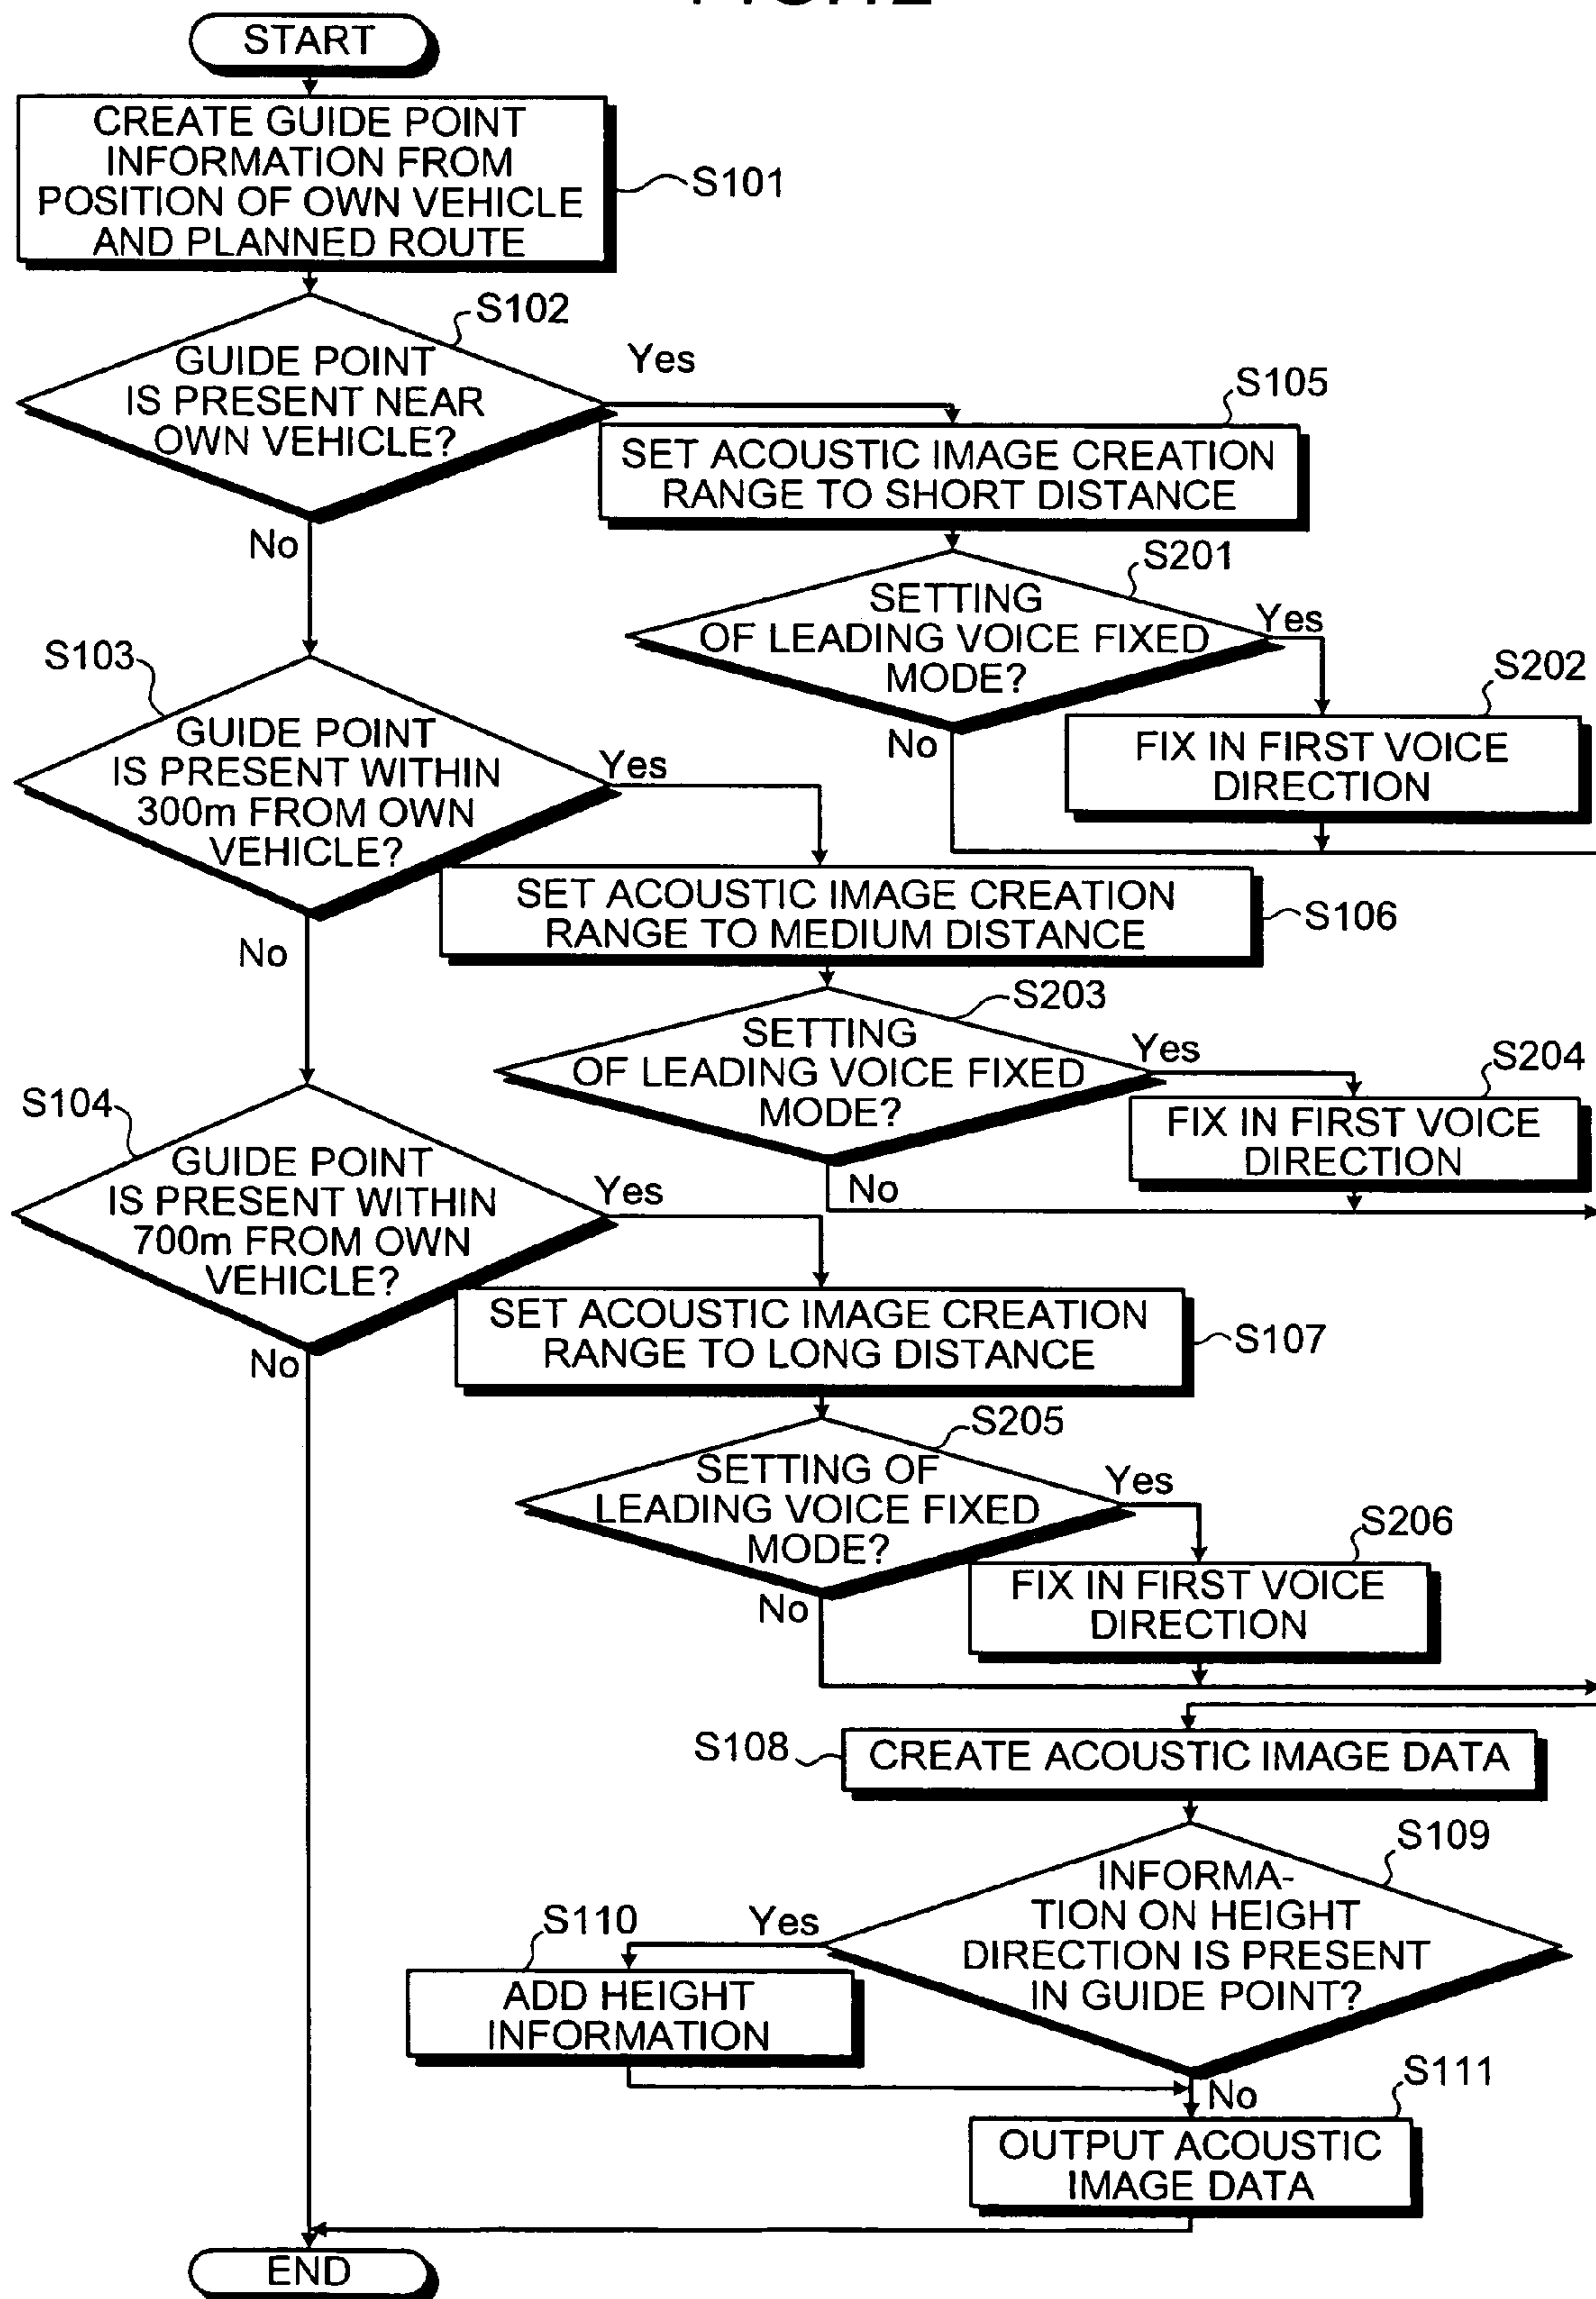 START
CREATE GUIDE POINT
INFORMATION FROM
POSITION OF OWN VEHICLE
AND PLANNED ROUTE
S101
S102
GUIDE POINT
IS PRESENT NEAR
OWN VEHICLE?
Yes
No
S105
SET ACOUSTIC IMAGE CREATION
RANGE TO SHORT DISTANCE
S201
SETTING
OF LEADING VOICE FIXED
MODE?
Yes
No
S202
FIX IN FIRST VOICE
DIRECTION
S103
GUIDE POINT
IS PRESENT WITHIN
300m FROM OWN
VEHICLE?
Yes
No
SET ACOUSTIC IMAGE CREATION
RANGE TO MEDIUM DISTANCE
S106
S203
SETTING
OF LEADING VOICE FIXED
MODE?
Yes
No
S204
FIX IN FIRST VOICE
DIRECTION
S104
GUIDE POINT
IS PRESENT WITHIN
700m FROM OWN
VEHICLE?
Yes
No
SET ACOUSTIC IMAGE CREATION
RANGE TO LONG DISTANCE
S107
S205
SETTING OF
LEADING VOICE FIXED
MODE?
Yes
No
S206
FIX IN FIRST VOICE
DIRECTION
S108
CREATE ACOUSTIC IMAGE DATA
S109
INFORMA-
TION ON HEIGHT
DIRECTION IS PRESENT
IN GUIDE POINT?
Yes
No
S110
ADD HEIGHT
INFORMATION
S111
OUTPUT ACOUSTIC
IMAGE DATA
END